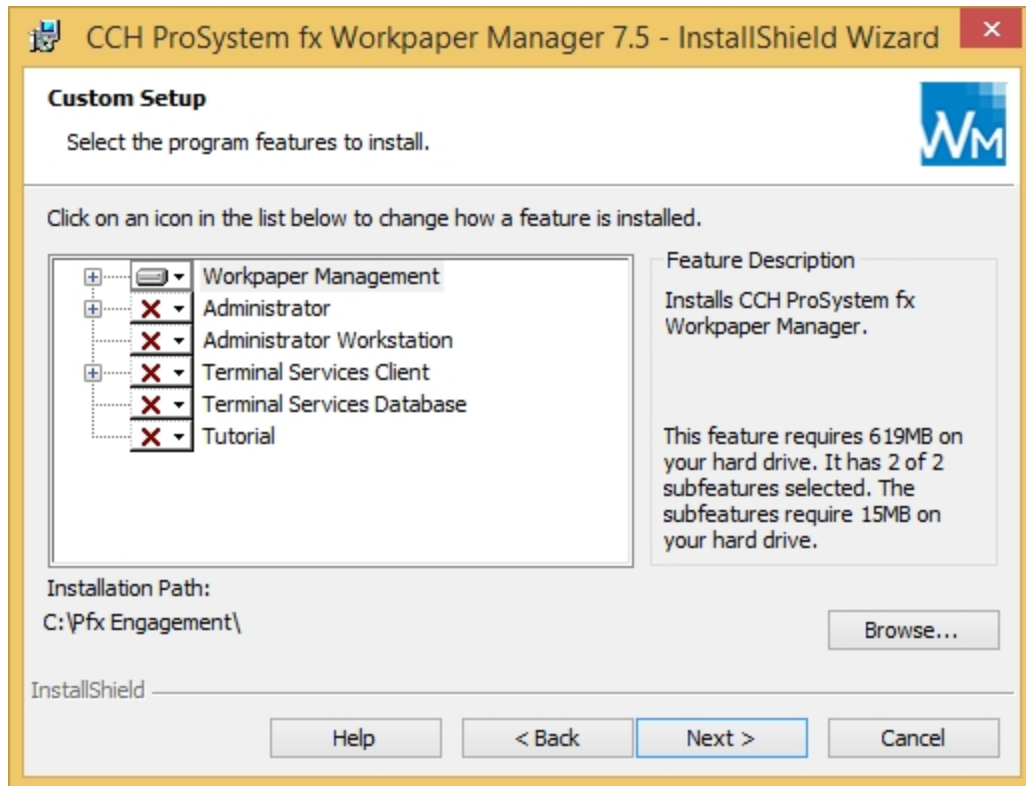 CCH ProSystem fx Workpaper Manager 7.5 - InstallShield Wizard
Custom Setup
Select the program features to install.
WM
Click on an icon in the list below to change how a feature is installed.
Workpaper Management
Administrator
Administrator Workstation
Terminal Services Client
Terminal Services Database
Tutorial
Feature Description
Installs CCH ProSystem fx
Workpaper Manager.
This feature requires 619MB on
your hard drive. It has 2 of 2
subfeatures selected. The
subfeatures require 15MB on
your hard drive.
Installation Path:
C:\Pfx Engagement\
Browse...
InstallShield
Help
< Back
Next >
Cancel